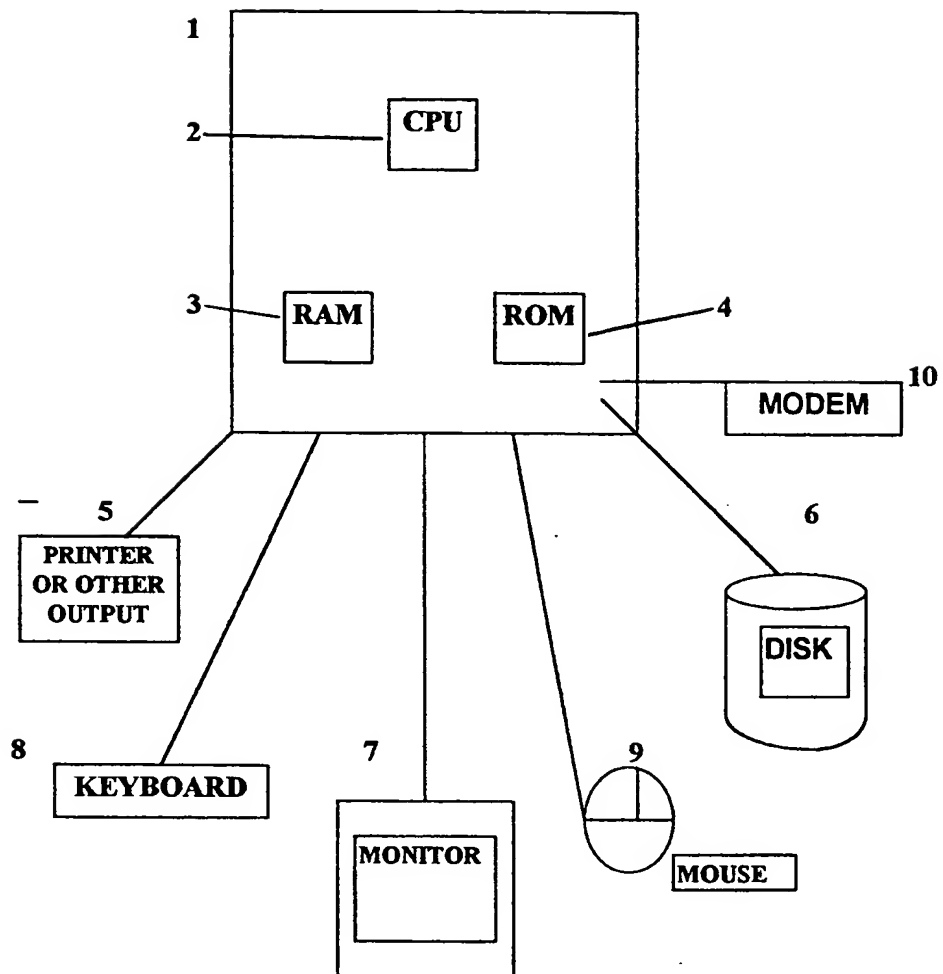 1
CPU
2
3
RAM
ROM
4
10
MODEM
5
6
PRINTER
OR OTHER
OUTPUT
DISK
8
7
9
KEYBOARD
MONITOR
MOUSE